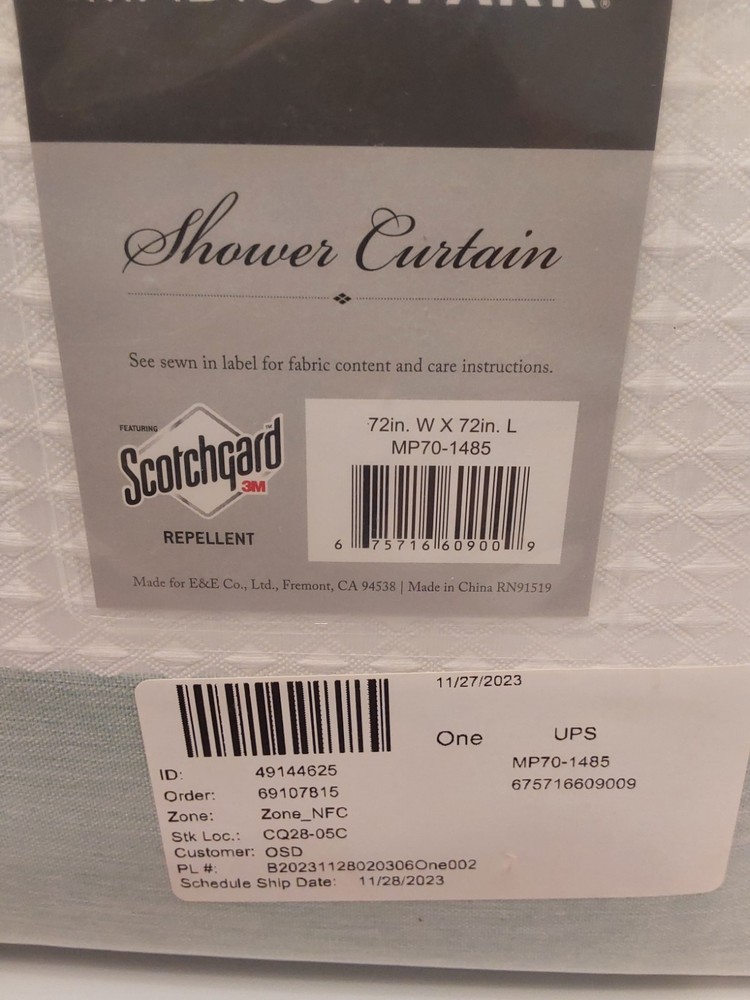 Shower Curtain
See sewn in label for fabric content and care instructions.
FEATURING
Scotchgard™
3M
REPELLENT
72in. W X 72in. L
MP70-1485
6 75716 60900 9
Made for E&E Co., Ltd., Fremont, CA 94538 | Made in China RN91519
11/27/2023
One UPS
MP70-1485
675716609009
ID: 49144625
Order: 69107815
Zone: Zone_NFC
Stk Loc.: CQ28-05C
Customer: OSD
PL #: B20231128020306One002
Schedule Ship Date: 11/28/2023